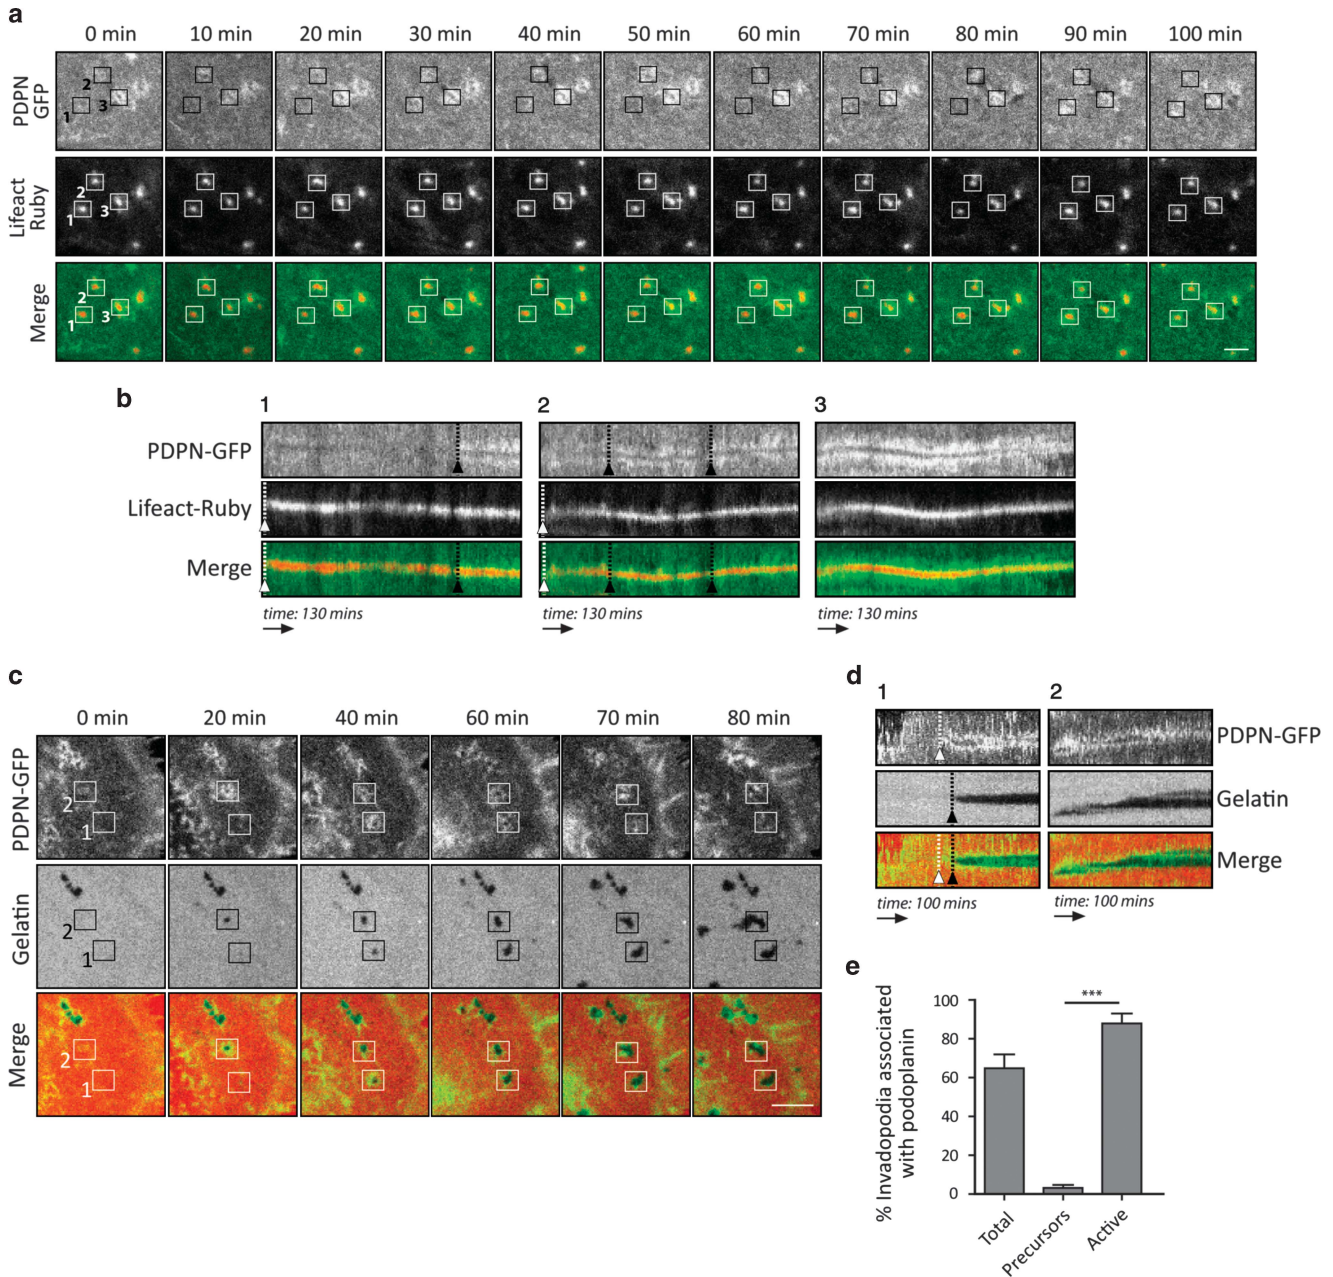 a
0 min 10 min 20 min 30 min 40 min 50 min 60 min 70 min 80 min 90 min 100 min
PDPN
GFP
2
1 3
Lifeact
Ruby
2
1 3
Merge
2
1 3
b
1 2 3
PDPN-GFP
Lifeact-Ruby
Merge
time: 130 mins time: 130 mins time: 130 mins
c
0 min 20 min 40 min 60 min 70 min 80 min
PDPN-GFP
2
1
Gelatin
2
1
Merge
2
1
d
1 2
PDPN-GFP
Gelatin
Merge
time: 100 mins time: 100 mins
e
% Invadopodia associated
with podoplanin
100
80
60
40
20
0
***
Total
Precursors
Active